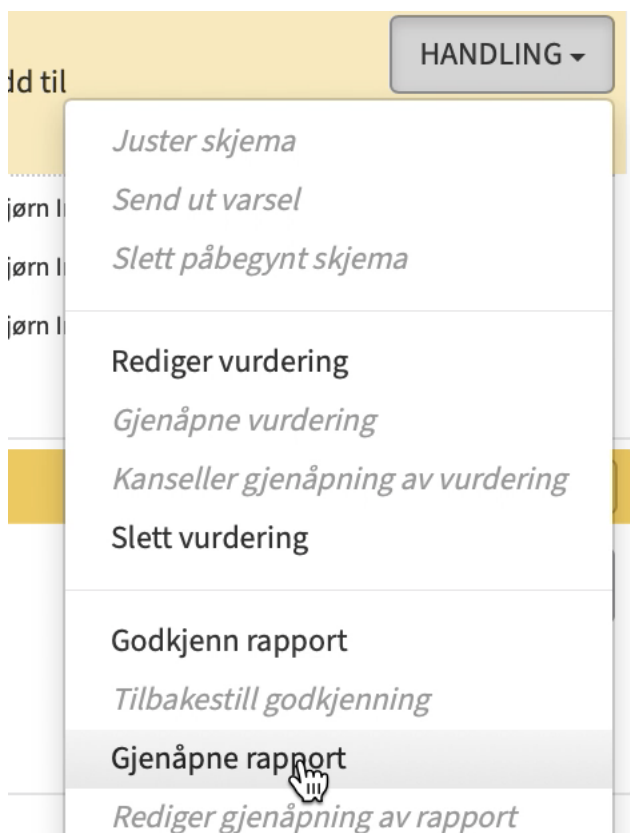 HANDLING
dd til
Juster skjema
Send ut varsel
Slett påbegynt skjema
Rediger vurdering
Gjenåpne vurdering
Kanseller gjenåpning av vurdering
Slett vurdering
Godkjenn rapport
Tilbakestill godkjenning
Gjenåpne rapport
Rediger gjenåpning av rapport